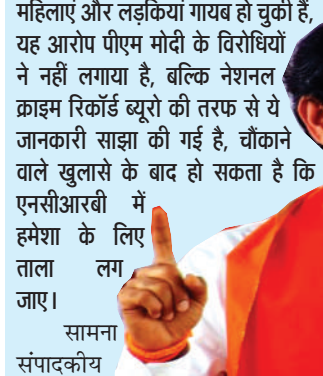 महिलाएं और लड़कियां गायब हो चुकी हैं,
यह आरोप पीएम मोदी के विरोधियों
ने नहीं लगाया है, बल्कि नेशनल
क्राइम रिकॉर्ड ब्यूरो की तरफ से ये
जानकारी साझा की गई है, चौंकाने
वाले खुलासे के बाद हो सकता है कि
एनसीआरबी में
हमेशा के लिए
ताला लग
जाए।
सामना
संपादकीय